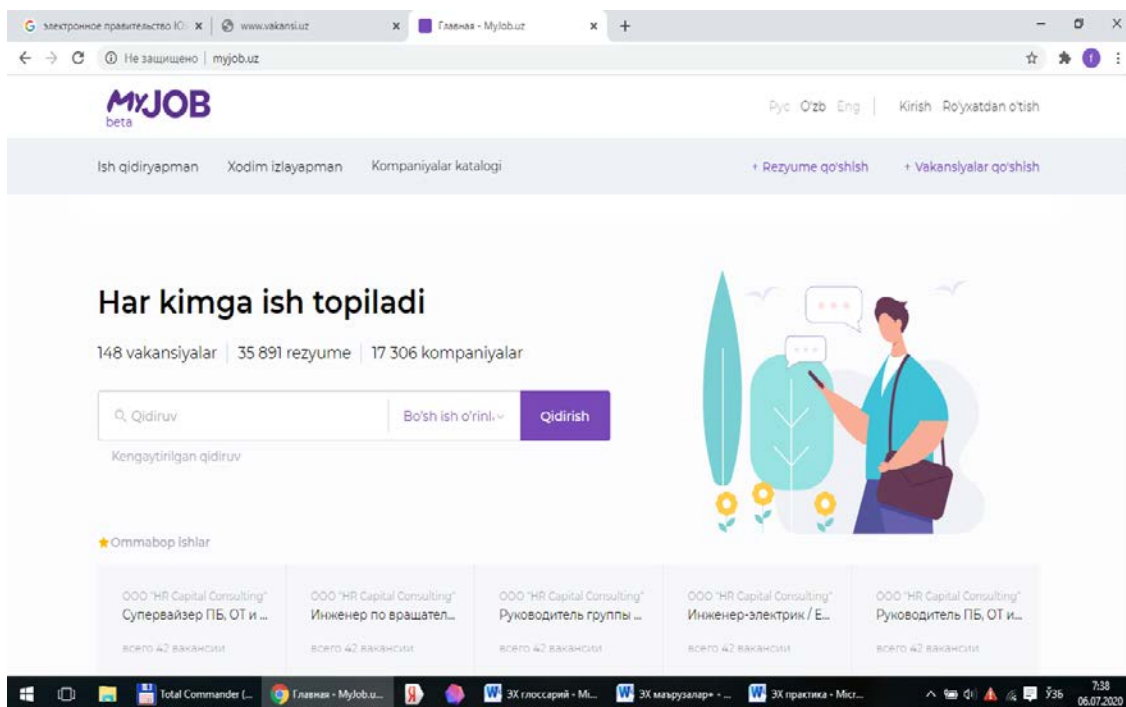 электронное правительство Ю
www.vakansi.uz
Главная - MyJob.uz
Не защищено | myjob.uz
MYJOB
beta
Рус O'zb Eng | Kirish Ro'yxatdan o'tish
Ish qidiryapman Xodim izlayapman Kompaniyalar katalogi + Rezyume qo'shish + Vakansiyalar qo'shish
Har kimga ish topiladi
148 vakansiyalar | 35 891 rezyume | 17 306 kompaniyalar
Qidiruv Bo'sh ish o'rinl. Qidirish
Kengaytirilgan qidiruv
Ommabop ishlar
ООО "HR Capital Consulting" ООО "HR Capital Consulting" ООО "HR Capital Consulting" ООО "HR Capital Consulting" ООО "HR Capital Consulting"
Супервайзер ПБ, ОТ и ... Инженер по вращател... Руководитель группы ... Инженер-электрик / E... Руководитель ПБ, ОТ и...
всего 42 вакансии всего 42 вакансии всего 42 вакансии всего 42 вакансии всего 42 вакансии
Total Commander (... Главная - MyJob.u... ЭХ глоссарий - Mi... ЭХ маърузалар+ - ... ЭХ практика - Micr... ЎЗБ 7:38
06.07.2020